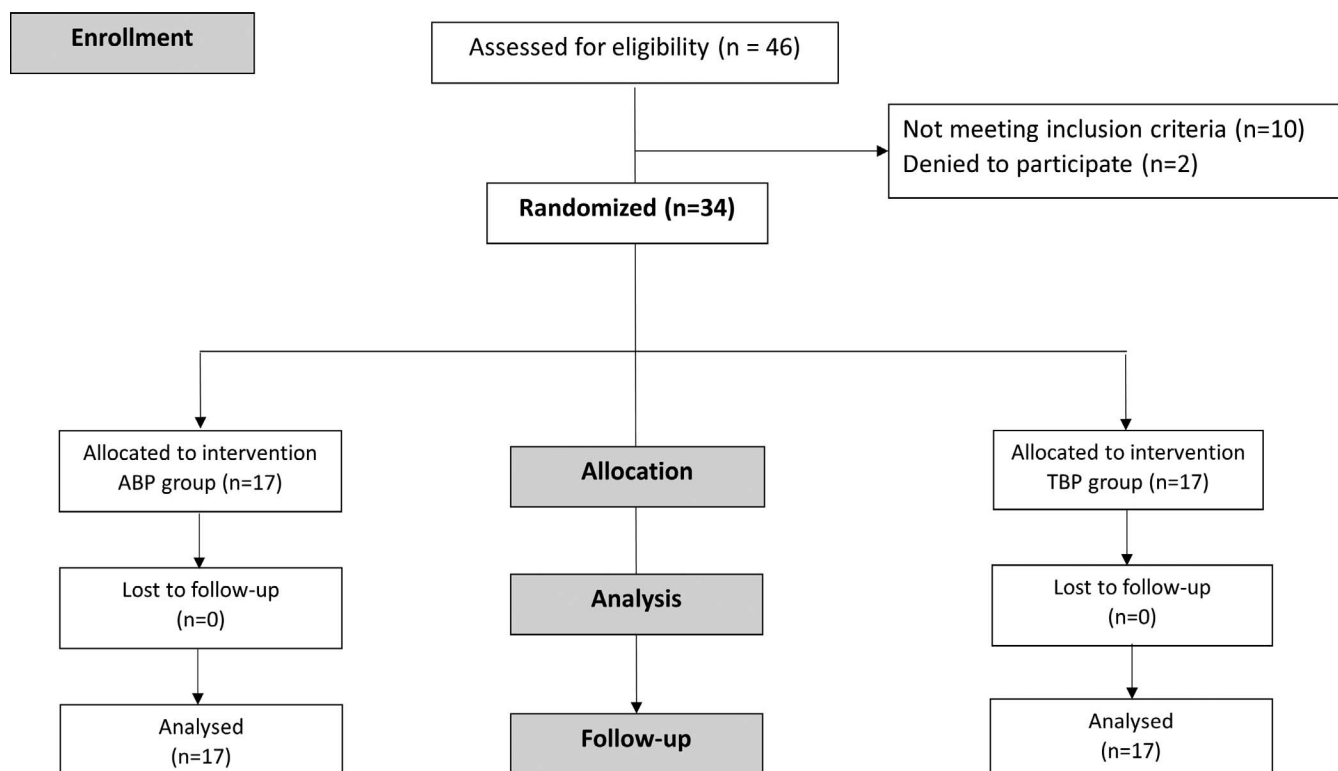 Enrollment
Assessed for eligibility (n = 46)
Not meeting inclusion criteria (n=10)
Denied to participate (n=2)
Randomized (n=34)
Allocated to intervention
ABP group (n=17)
Allocation
Allocated to intervention
TBP group (n=17)
Lost to follow-up
(n=0)
Analysis
Lost to follow-up
(n=0)
Analysed
(n=17)
Follow-up
Analysed
(n=17)